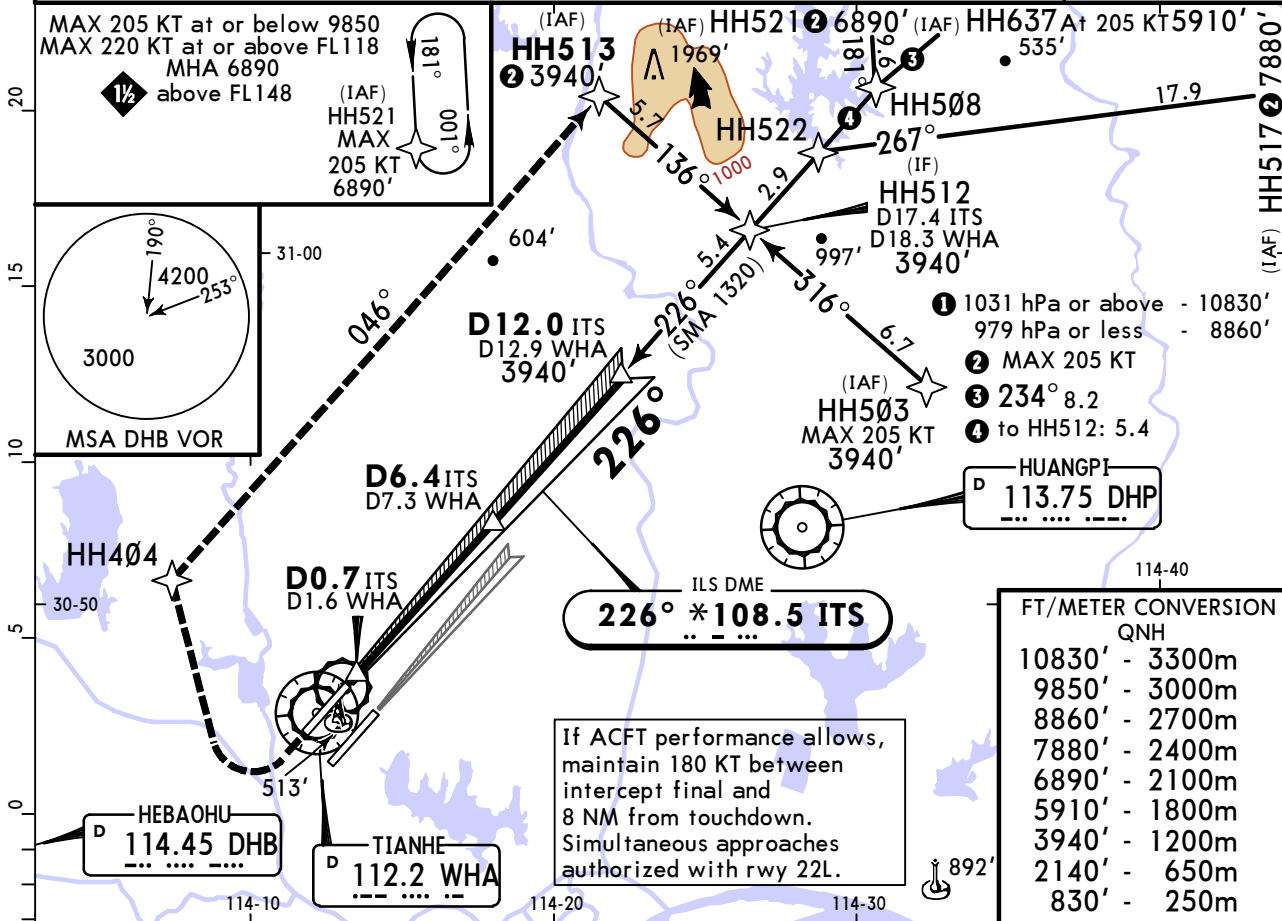 MAX 205 KT at or below 9850
MAX 220 KT at or above FL118
MHA 6890
1½ above FL148
(IAF)
HH521
MAX
205 KT
6890'
181°
001°
(IAF)
HH513
❷ 3940'
(IAF) HH521 ❷ 6890'
1969'
181°
9.6
(IAF) HH637 At 205 KT 5910'
❸
535'
HH5Ø8
❹
HH522
267°
17.9
(IAF) HH517 ❷ 7880'
5.7
136°
1000
2.9
(IF)
HH512
D17.4 ITS
D18.3 WHA
3940'
997'
604'
5.4
226°
(SMA 1320)
316°
6.7
(IAF)
HH5Ø3
MAX 205 KT
3940'
❶ 1031 hPa or above - 10830'
979 hPa or less - 8860'
❷ MAX 205 KT
❸ 234° 8.2
❹ to HH512: 5.4
190°
4200
253°
3000
MSA DHB VOR
31-00
046°
D12.0 ITS
D12.9 WHA
3940'
226°
D6.4 ITS
D7.3 WHA
HUANGPI
D 113.75 DHP
HH4Ø4
30-50
D0.7 ITS
D1.6 WHA
ILS DME
226° *108.5 ITS
114-40
513'
HEBAOHU
D 114.45 DHB
TIANHE
D 112.2 WHA
If ACFT performance allows,
maintain 180 KT between
intercept final and
8 NM from touchdown.
Simultaneous approaches
authorized with rwy 22L.
892'
FT/METER CONVERSION
QNH
10830' - 3300m
9850' - 3000m
8860' - 2700m
7880' - 2400m
6890' - 2100m
5910' - 1800m
3940' - 1200m
2140' - 650m
830' - 250m
20
15
10
5
0
114-10
114-20
114-30